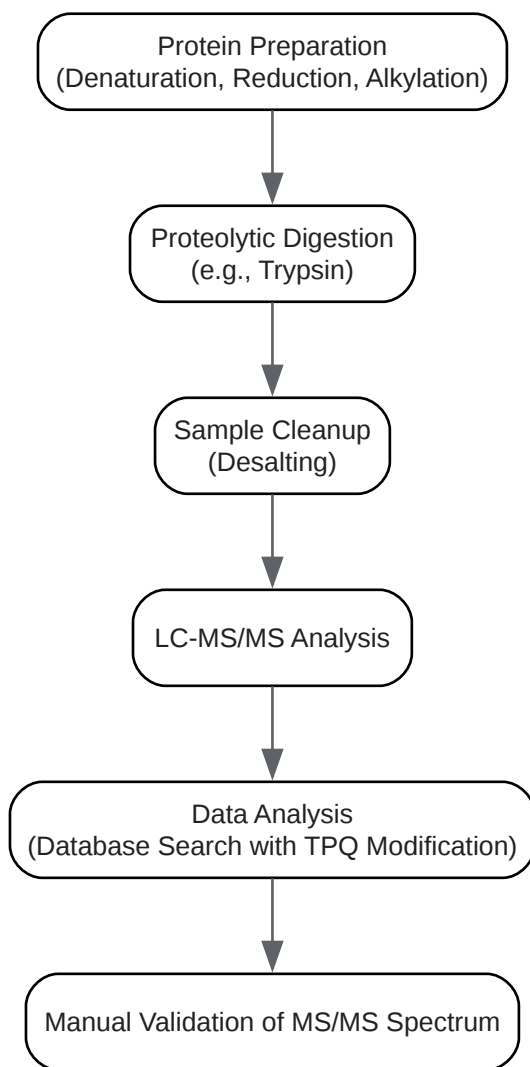 Protein Preparation
(Denaturation, Reduction, Alkylation)
Proteolytic Digestion
(e.g., Trypsin)
Sample Cleanup
(Desalting)
LC-MS/MS Analysis
Data Analysis
(Database Search with TPQ Modification)
Manual Validation of MS/MS Spectrum